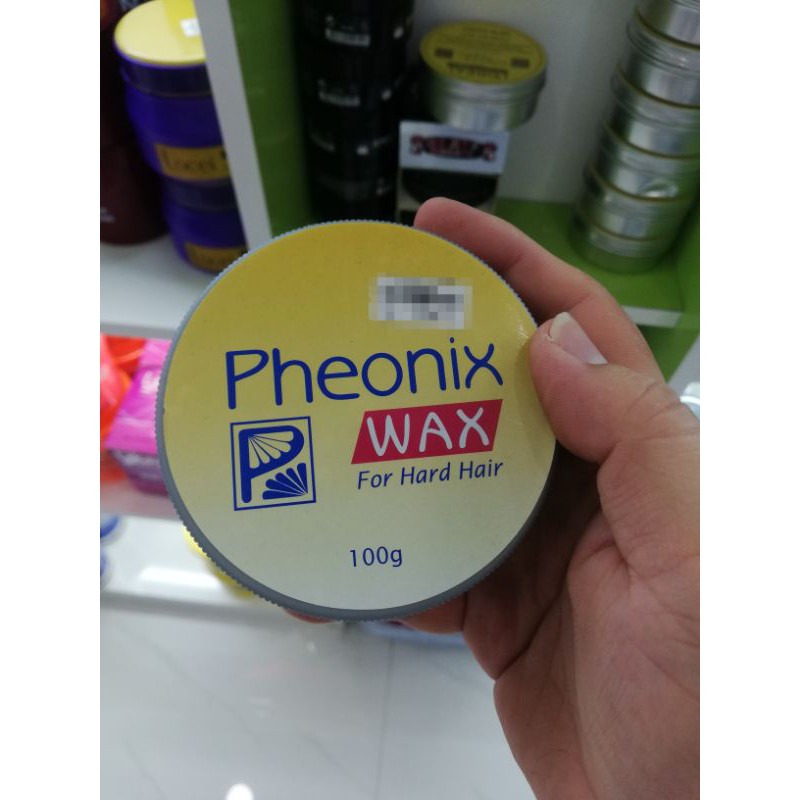 Pheonix
WAX
For Hard Hair
100g